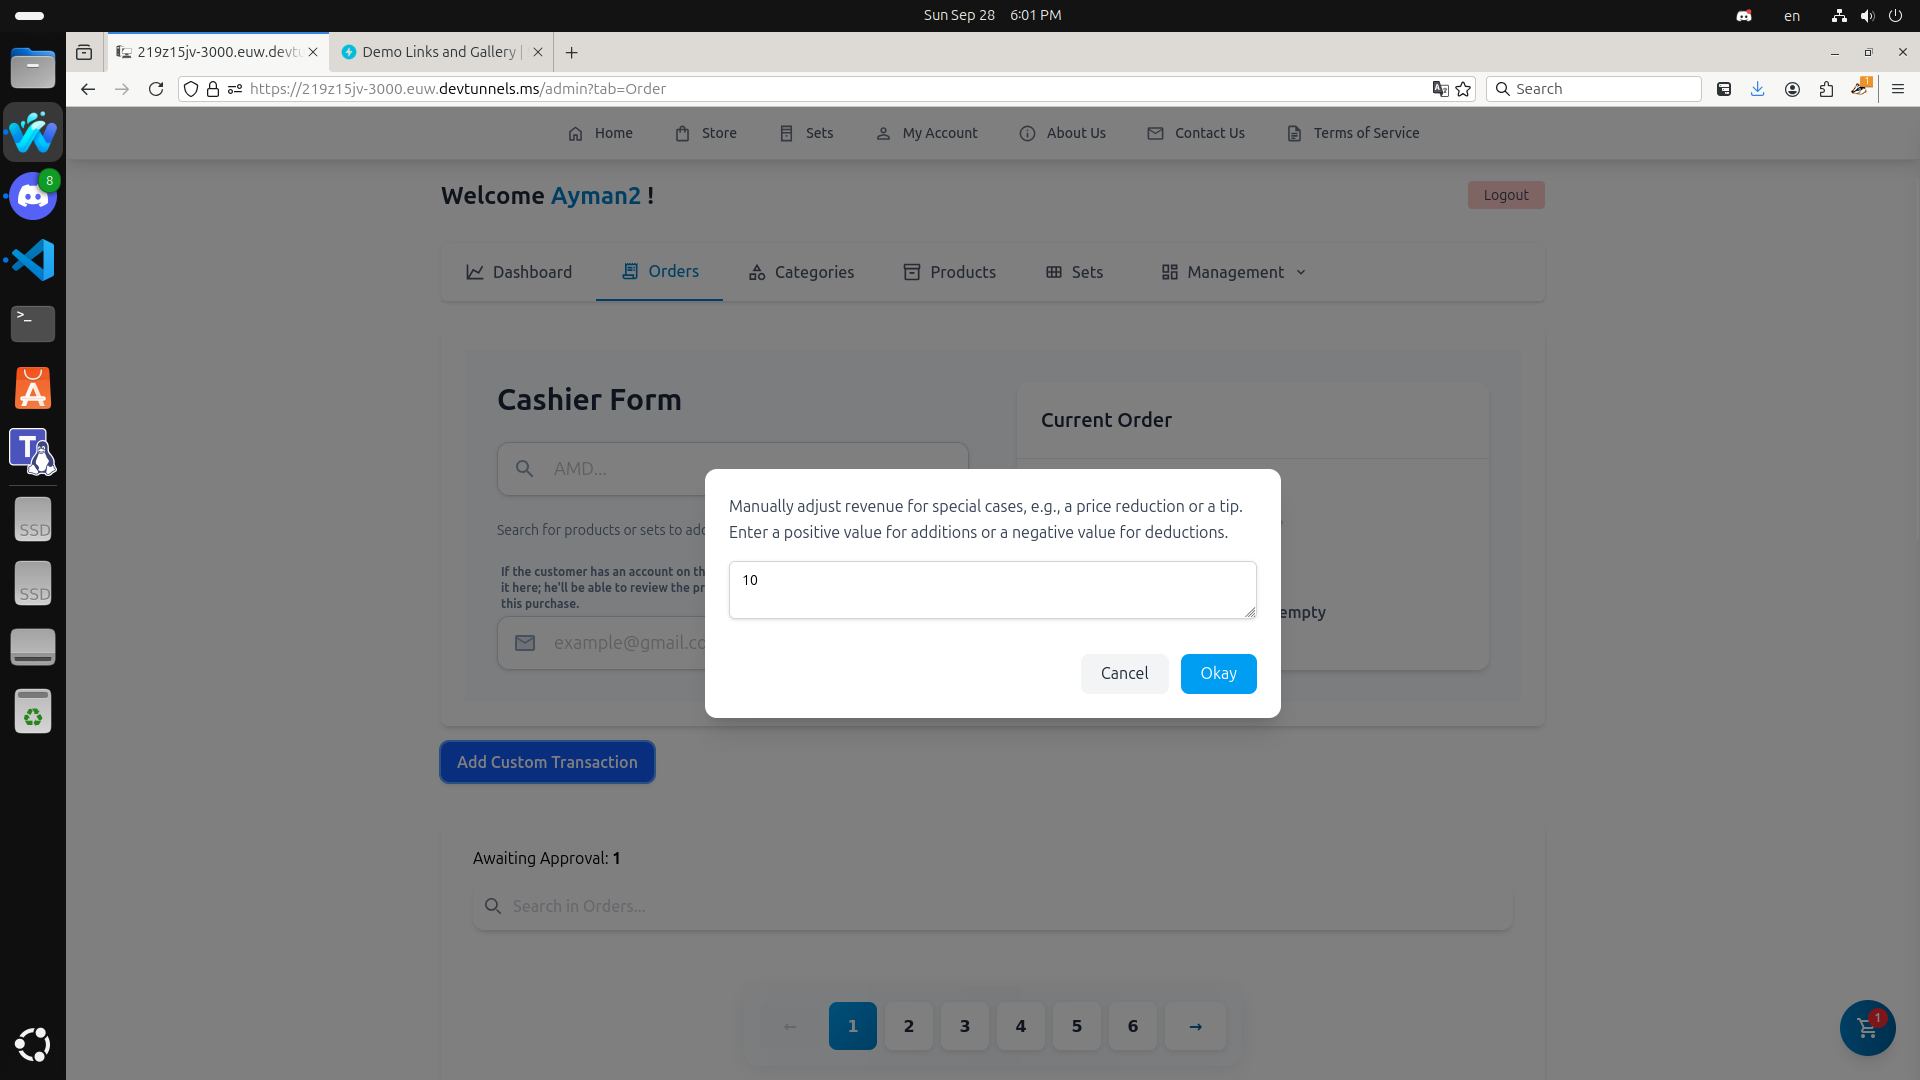 Sun Sep 28 6:01 PM
en
219z15jv-3000.euw.devtu
Demo Links and Gallery |
https://219z15jv-3000.euw.devtunnels.ms/admin?tab=Order
Search
1
8
>_
SSD
SSD
Home
Store
Sets
My Account
About Us
Contact Us
Terms of Service
Welcome Ayman2 !
Logout
Dashboard
Orders
Categories
Products
Sets
Management
Cashier Form
AMD...
Search for products or sets to add
If the customer has an account on th
it here; he'll be able to review the pr
this purchase.
example@gmail.co
Current Order
empty
Manually adjust revenue for special cases, e.g., a price reduction or a tip.
Enter a positive value for additions or a negative value for deductions.
10
Cancel
Okay
Add Custom Transaction
Awaiting Approval: 1
Search in Orders...
← 1 2 3 4 5 6 →
1